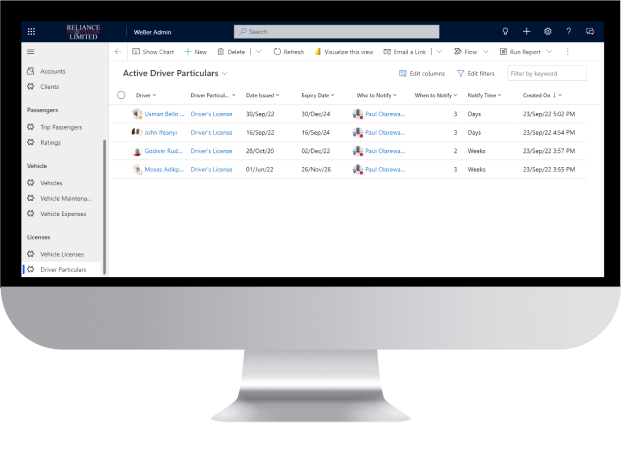 RELIANCE
LIMITED
WeBer Admin
Search
Show Chart New Delete Refresh Visualize this view Email a Link Flow Run Report
Accounts
Clients
Passengers
Trip Passengers
Ratings
Vehicle
Vehicles
Vehicle Maintena...
Vehicle Expenses
Licenses
Vehicle Licenses
Driver Particulars
Active Driver Particulars
Edit columns Edit filters Filter by keyword
Driver Driver Particul... Date Issued Expiry Date Who to Notify When to Notify Notify Time Created On ↓
Usman Bello ... Driver's License 30/Sep/22 30/Dec/24 Paul Olarewa... 3 Days 23/Sep/22 5:02 PM
John Ifeanyi Driver's License 16/Sep/22 16/Sep/24 Paul Olarewa... 3 Days 23/Sep/22 4:54 PM
Godwin Rud... Driver's License 28/Oct/20 02/Dec/22 Paul Olarewa... 2 Weeks 23/Sep/22 3:57 PM
Moses Adikp... Driver's License 01/Jun/22 26/Nov/26 Paul Olarewa... 3 Weeks 23/Sep/22 3:55 PM